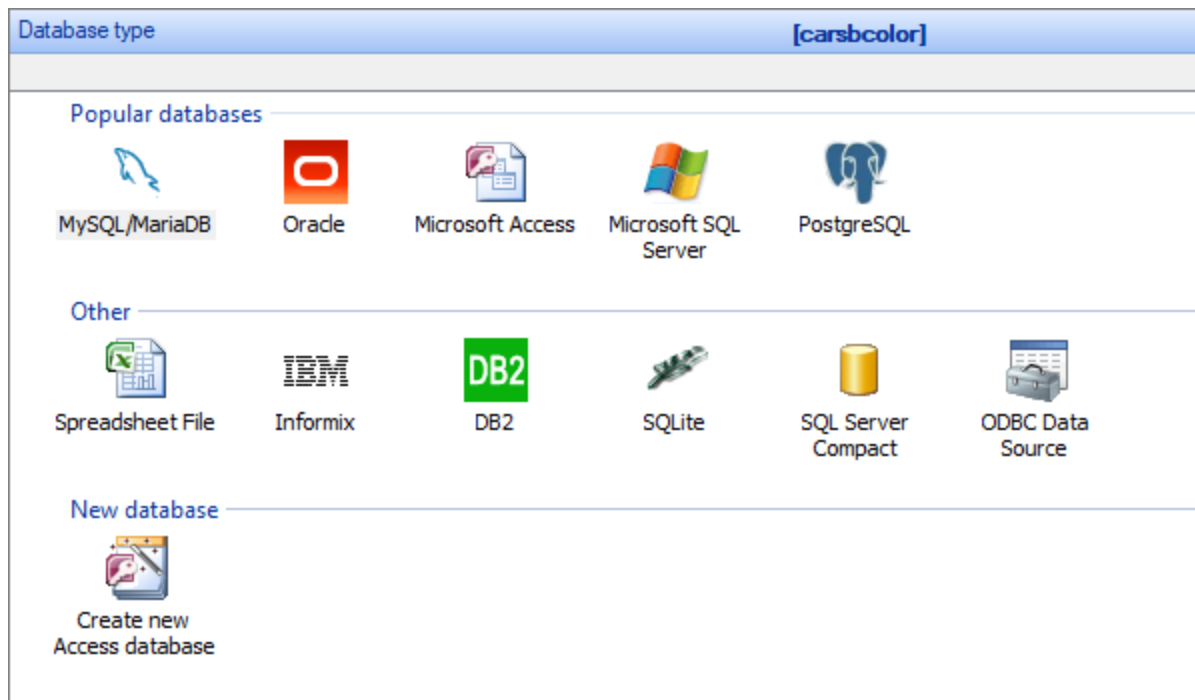 Database type
[carsbcolor]
Popular databases
MySQL/MariaDB
Oracle
Microsoft Access
Microsoft SQL
Server
PostgreSQL
Other
Spreadsheet File
IBM
Informix
DB2
DB2
SQLite
SQL Server
Compact
ODBC Data
Source
New database
Create new
Access database